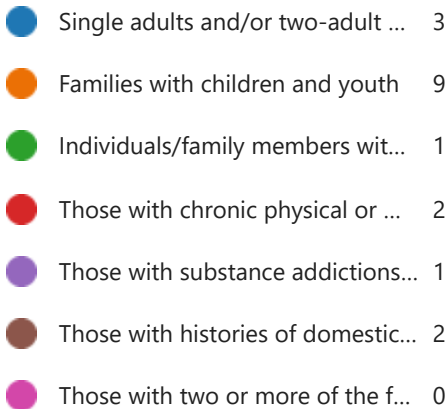 Single adults and/or two-adult ... 3
Families with children and youth 9
Individuals/family members wit... 1
Those with chronic physical or ... 2
Those with substance addictions... 1
Those with histories of domestic... 2
Those with two or more of the f... 0